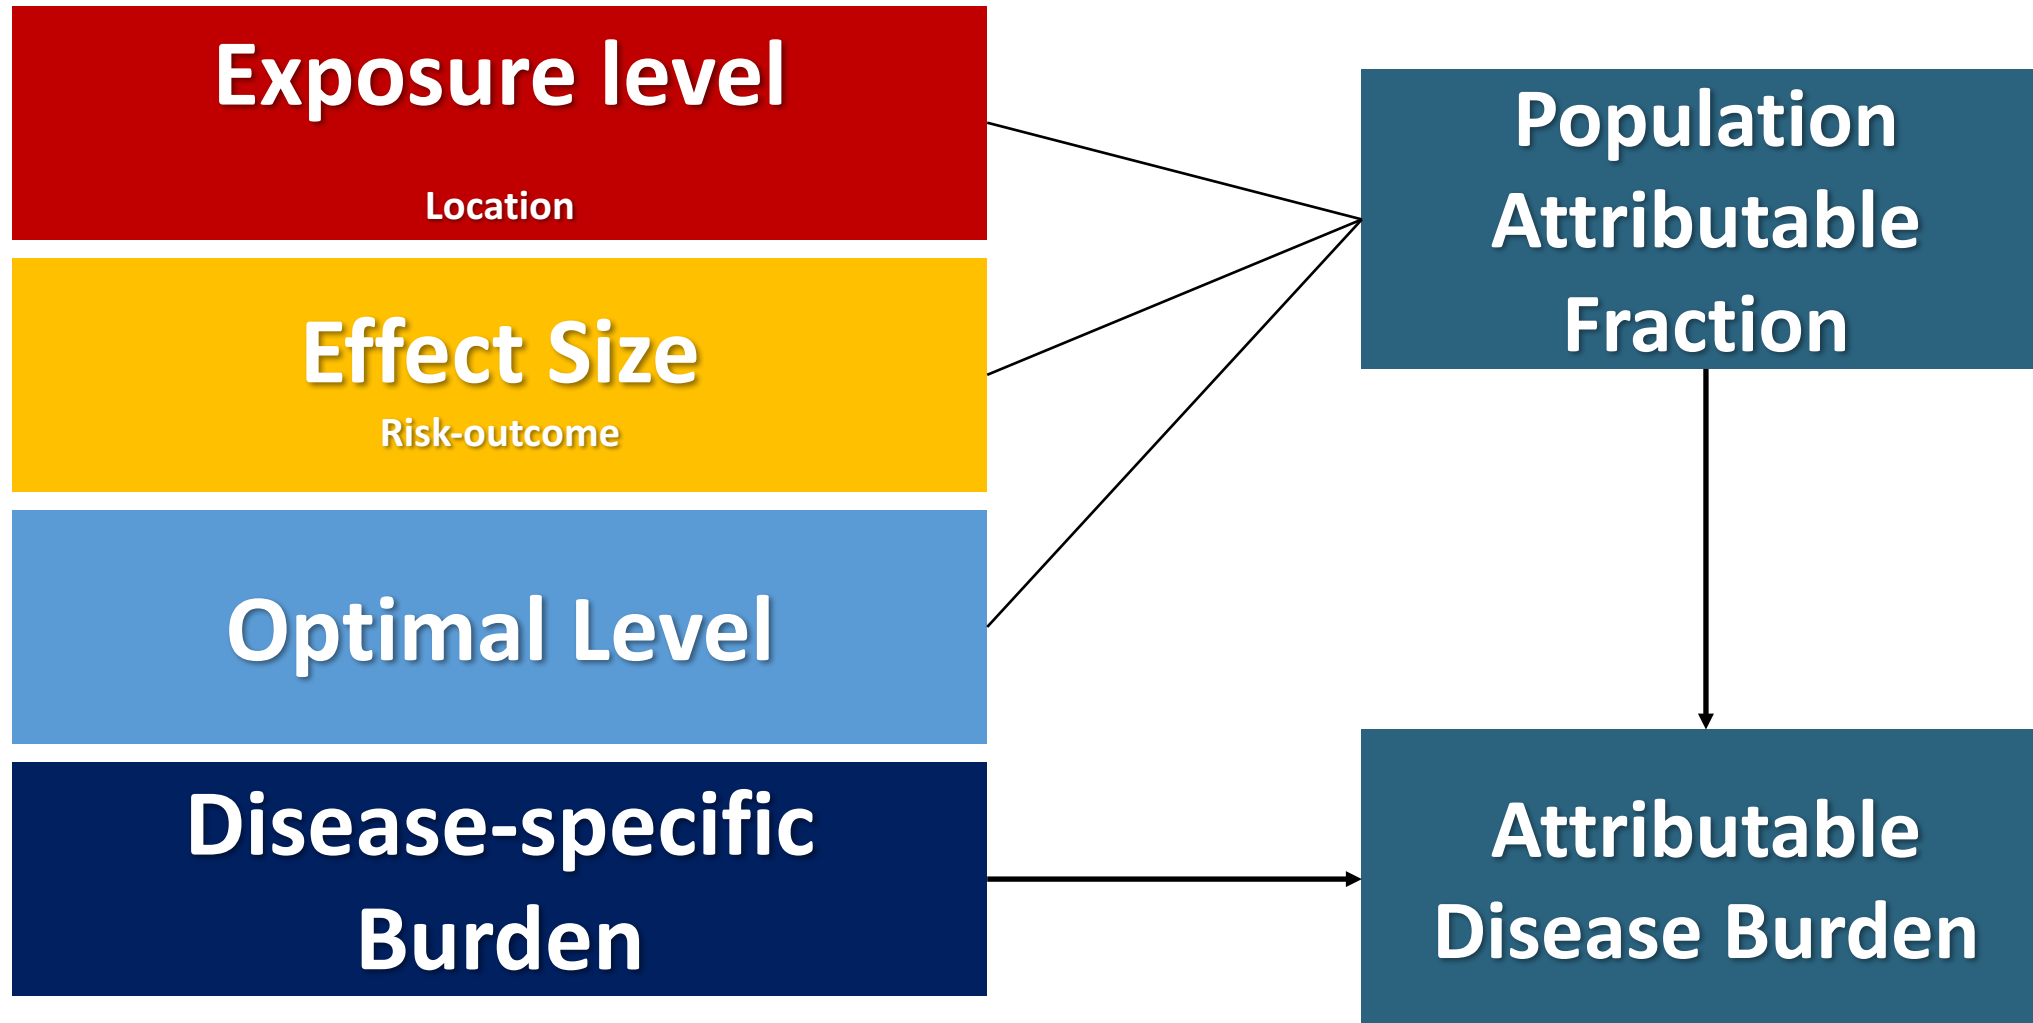 Exposure level
Location
Effect Size
Risk-outcome
Optimal Level
Disease-specific
Burden
Population
Attributable
Fraction
Attributable
Disease Burden